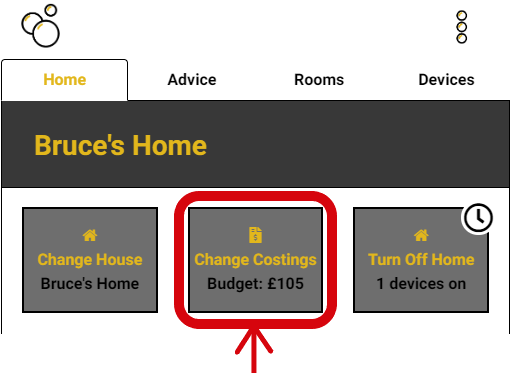 Home Advice Rooms Devices
Bruce's Home
Change House
Bruce's Home
Change Costings
Budget: £105
Turn Off Home
1 devices on